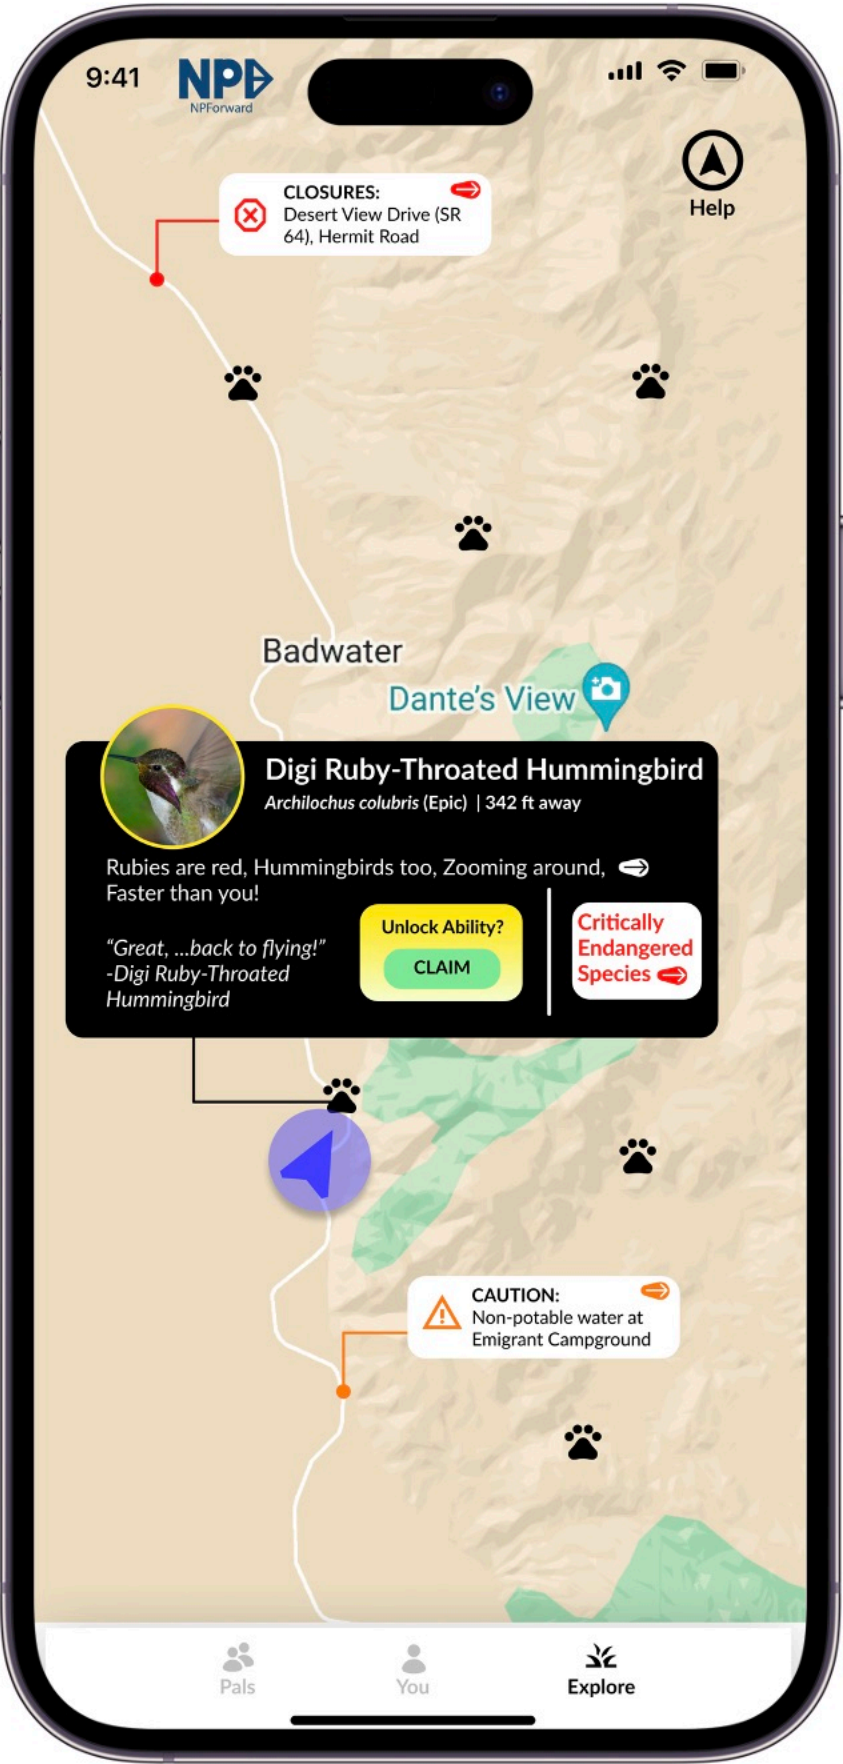 9:41
NPF
NPForward
Help
CLOSURES:
Desert View Drive (SR
64), Hermit Road
Badwater
Dante's View
Digi Ruby-Throated Hummingbird
Archilochus colubris (Epic) | 342 ft away
Rubies are red, Hummingbirds too, Zooming around,
Faster than you!
“Great, ...back to flying!”
-Digi Ruby-Throated
Hummingbird
Unlock Ability?
CLAIM
Critically
Endangered
Species
CAUTION:
Non-potable water at
Emigrant Campground
Pals
You
Explore